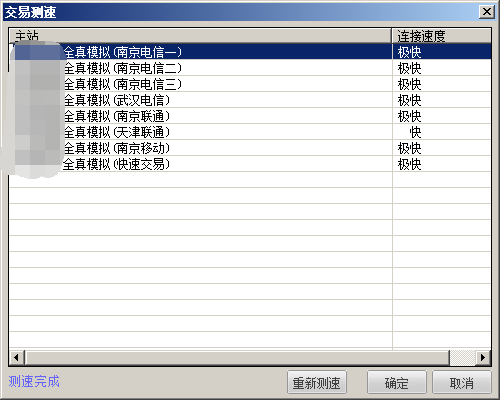 交易测速
主站 连接速度
全真模拟(南京电信一) 极快
全真模拟(南京电信二) 极快
全真模拟(南京电信三) 极快
全真模拟(武汉电信) 极快
全真模拟(南京联通) 极快
全真模拟(天津联通) 快
全真模拟(南京移动) 极快
全真模拟(快速交易) 极快
测速完成 重新测速 确定 取消